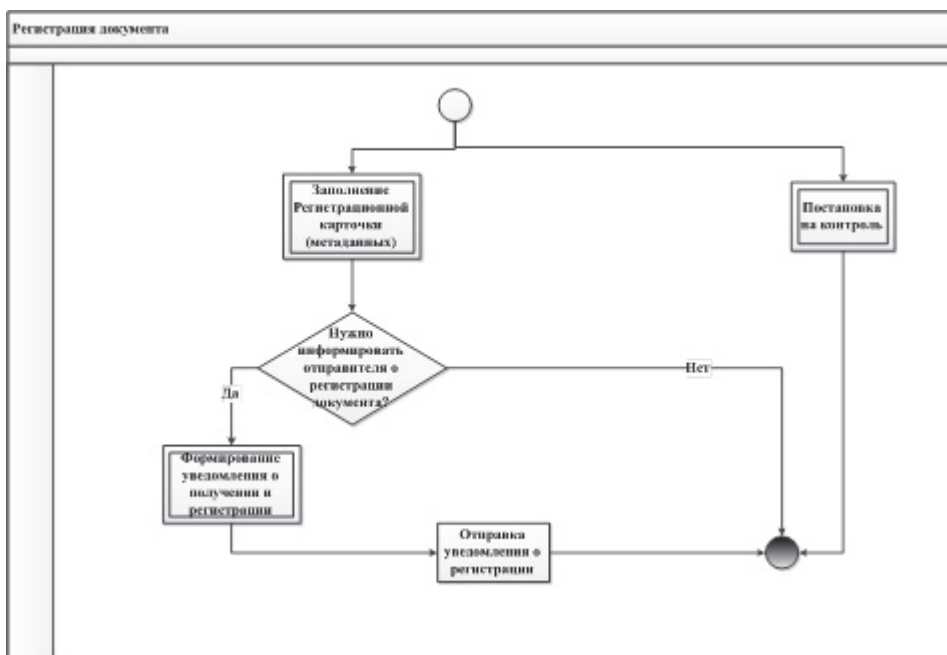 Регистрация документа
Заполнение
Регистрационной
карточки
(метаданных)
Постановка
на контроль
Нужно
информировать
отправителя о
регистрации
документа?
Да
Нет
Формирование
уведомления о
получении и
регистрации
Отправка
уведомления о
регистрации